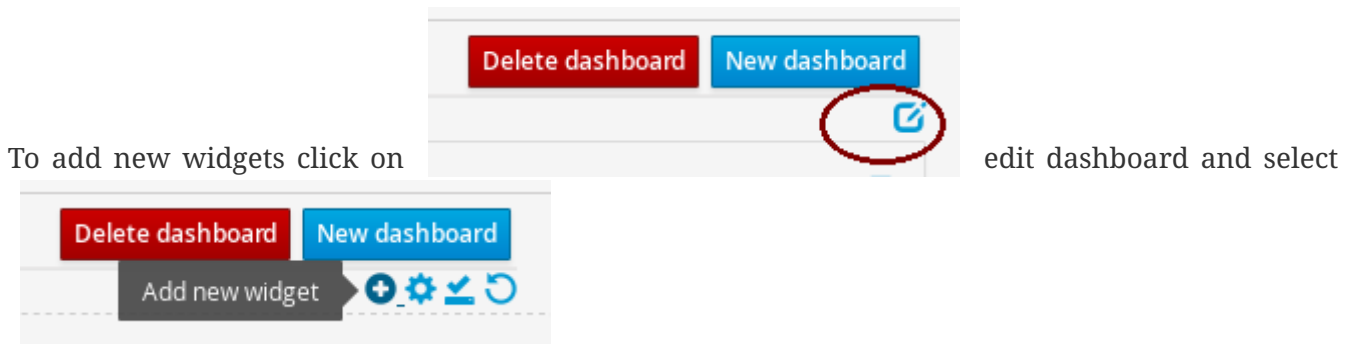 Delete dashboard New dashboard
To add new widgets click on edit dashboard and select
Delete dashboard New dashboard
Add new widget